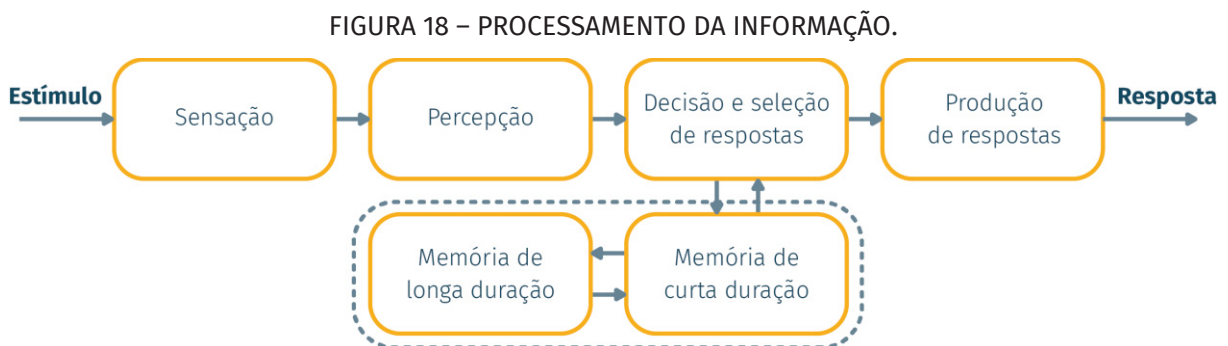 FIGURA 18 – PROCESSAMENTO DA INFORMAÇÃO.
Estímulo
Sensação
Percepção
Decisão e seleção
de respostas
Produção
de respostas
Resposta
Memória de
longa duração
Memória de
curta duração